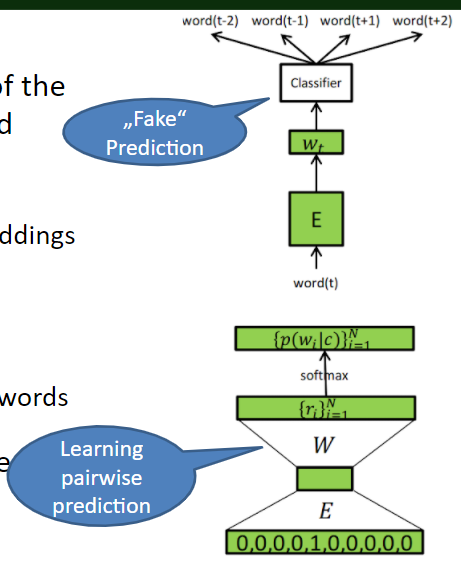 word(t-2) word(t-1) word(t+1) word(t+2)
of the
Classifier
d
„Fake“
Prediction
w_t
E
ddings
word(t)
{p(w_i|c)}_{i=1}^N
softmax
words
{r_i}_{i=1}^N
W
e
Learning
pairwise
prediction
E
0,0,0,0,1,0,0,0,0,0